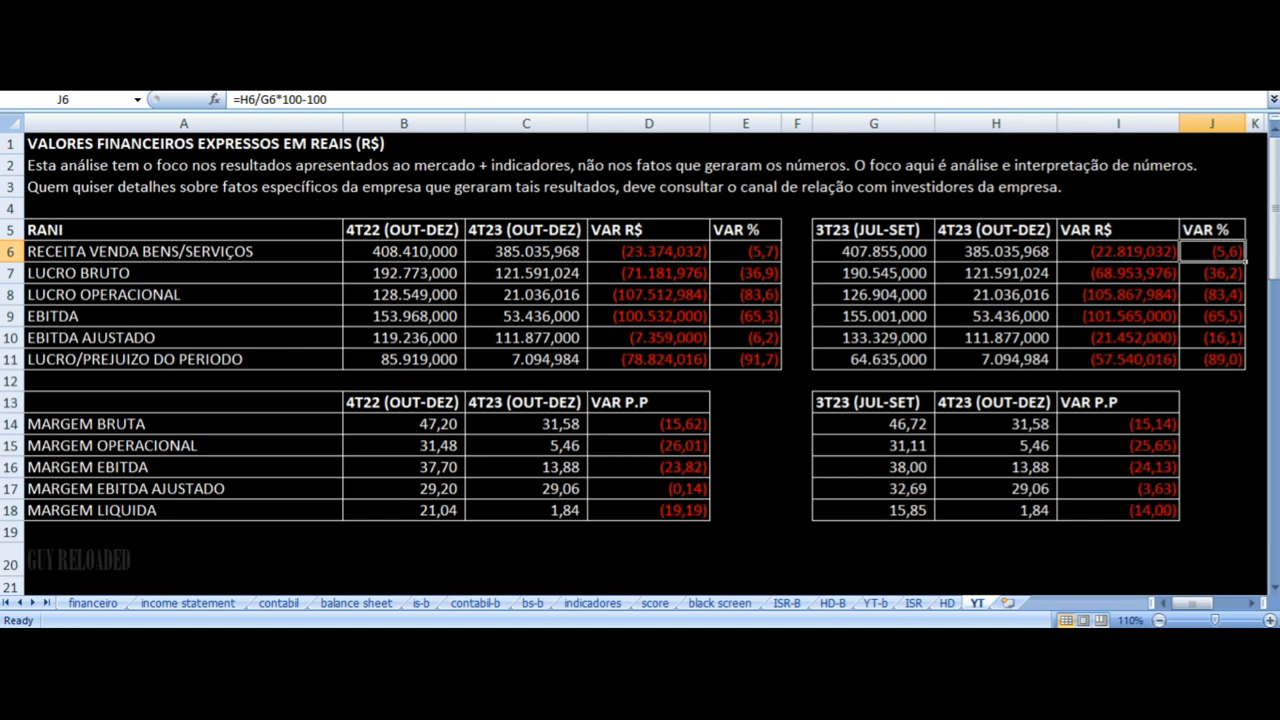 J6 fx =H6/G6*100-100
A B C D E F G H I J K
1 VALORES FINANCEIROS EXPRESSOS EM REAIS (R$)
2 Esta análise tem o foco nos resultados apresentados ao mercado + indicadores, não nos fatos que geraram os números. O foco aqui é análise e interpretação de números.
3 Quem quiser detalhes sobre fatos específicos da empresa que geraram tais resultados, deve consultar o canal de relação com investidores da empresa.
4
5 RANI 4T22 (OUT-DEZ) 4T23 (OUT-DEZ) VAR R$ VAR % 3T23 (JUL-SET) 4T23 (OUT-DEZ) VAR R$ VAR %
6 RECEITA VENDA BENS/SERVIÇOS 408.410,000 385.035,968 (23.374,032) (5,7) 407.855,000 385.035,968 (22.819,032) (5,6)
7 LUCRO BRUTO 192.773,000 121.591,024 (71.181,976) (36,9) 190.545,000 121.591,024 (68.953,976) (36,2)
8 LUCRO OPERACIONAL 128.549,000 21.036,016 (107.512,984) (83,6) 126.904,000 21.036,016 (105.867,984) (83,4)
9 EBITDA 153.968,000 53.436,000 (100.532,000) (65,3) 155.001,000 53.436,000 (101.565,000) (65,5)
10 EBITDA AJUSTADO 119.236,000 111.877,000 (7.359,000) (6,2) 133.329,000 111.877,000 (21.452,000) (16,1)
11 LUCRO/PREJUIZO DO PERIODO 85.919,000 7.094,984 (78.824,016) (91,7) 64.635,000 7.094,984 (57.540,016) (89,0)
12
13 4T22 (OUT-DEZ) 4T23 (OUT-DEZ) VAR P.P 3T23 (JUL-SET) 4T23 (OUT-DEZ) VAR P.P
14 MARGEM BRUTA 47,20 31,58 (15,62) 46,72 31,58 (15,14)
15 MARGEM OPERACIONAL 31,48 5,46 (26,01) 31,11 5,46 (25,65)
16 MARGEM EBITDA 37,70 13,88 (23,82) 38,00 13,88 (24,13)
17 MARGEM EBITDA AJUSTADO 29,20 29,06 (0,14) 32,69 29,06 (3,63)
18 MARGEM LIQUIDA 21,04 1,84 (19,19) 15,85 1,84 (14,00)
19
20 GUY RELOADED
21
financeiro income statement contabil balance sheet is-b contabil-b bs-b indicadores score black screen ISR-B HD-B YT-b ISR HD YT
Ready 110%